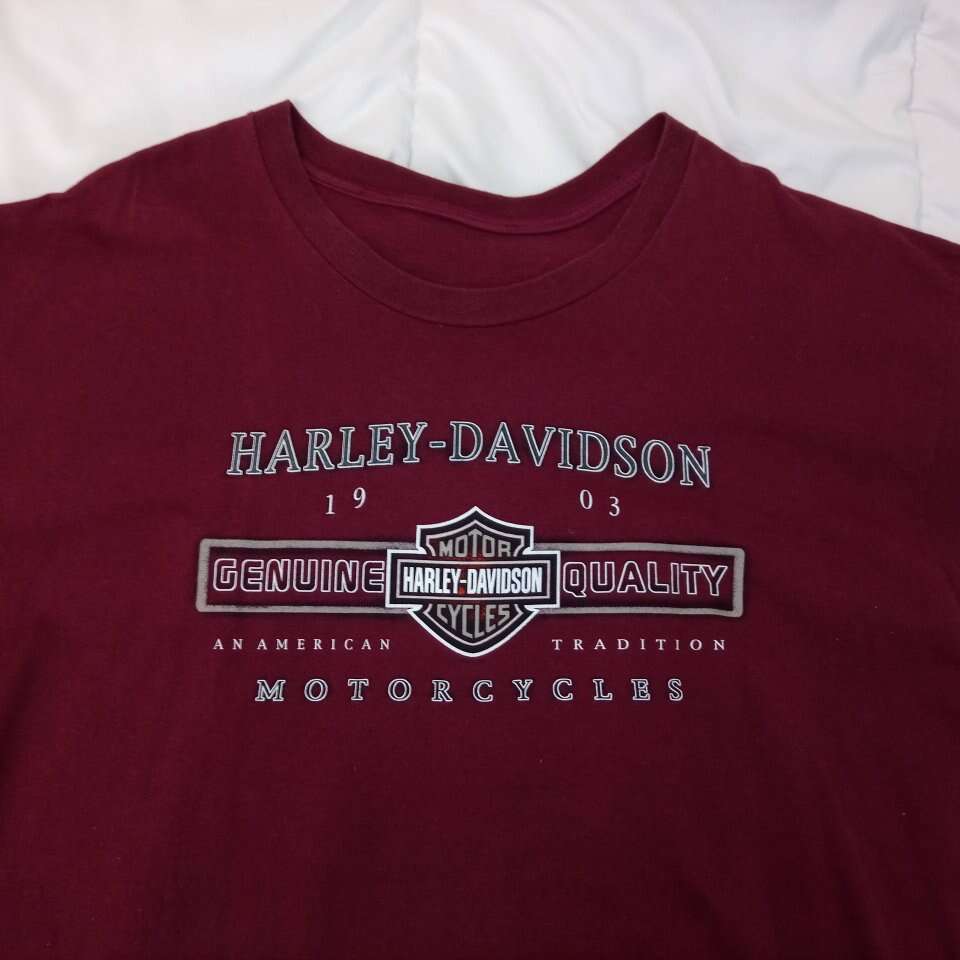 HARLEY-DAVIDSON
19 03
MOTOR
GENUINE HARLEY-DAVIDSON QUALITY
CYCLES
AN AMERICAN TRADITION
MOTORCYCLES